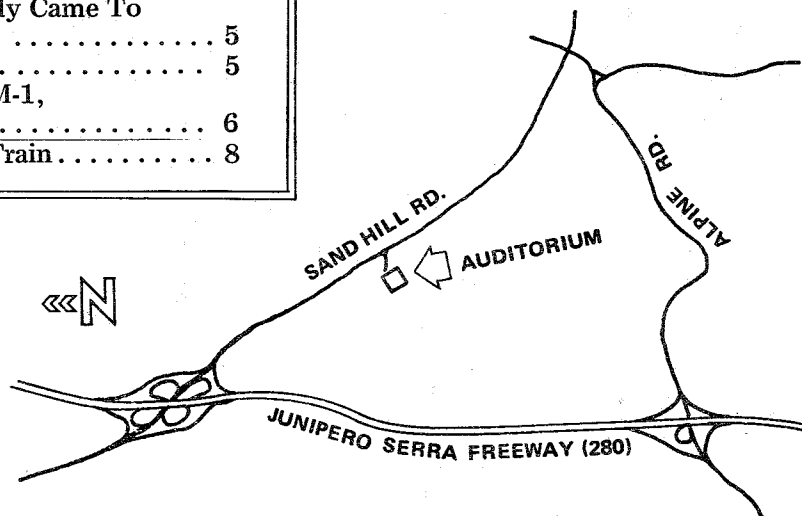 ly Came To
. . . . . . . . . . . . . 5
. . . . . . . . . . . . . . 5
M-1,
. . . . . . . . . . . . . . 6
Train . . . . . . . . . . 8
SAND HILL RD.
ALPINE RD.
AUDITORIUM
N
JUNIPERO SERRA FREEWAY (280)